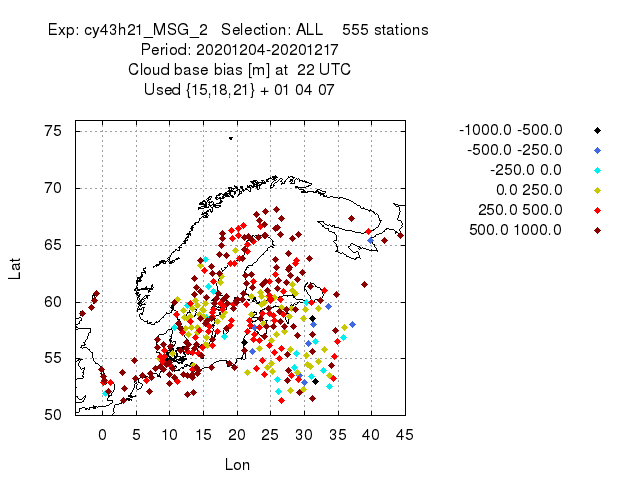 Exp: cy43h21_MSG_2   Selection: ALL    555 stations
Period: 20201204-20201217
Cloud base bias [m] at  22 UTC
Used {15,18,21} + 01 04 07
-1000.0 -500.0
-500.0 -250.0
-250.0 0.0
0.0 250.0
250.0 500.0
500.0 1000.0
75
70
65
60
55
50
Lat
0 5 10 15 20 25 30 35 40 45
Lon